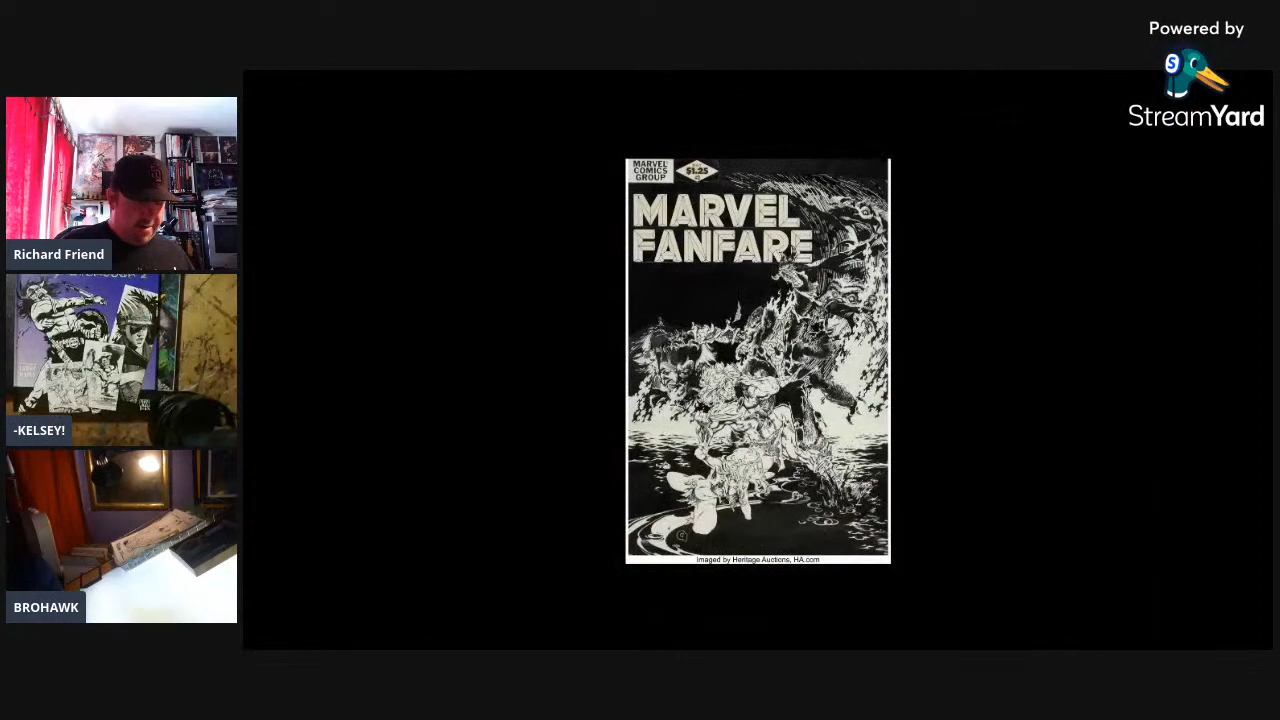 Powered by
StreamYard
S
Richard Friend
-KELSEY!
BROHAWK
MARVEL
COMICS
GROUP
$1.25
MARVEL
FANFARE
Imaged by Heritage Auctions, HA.com